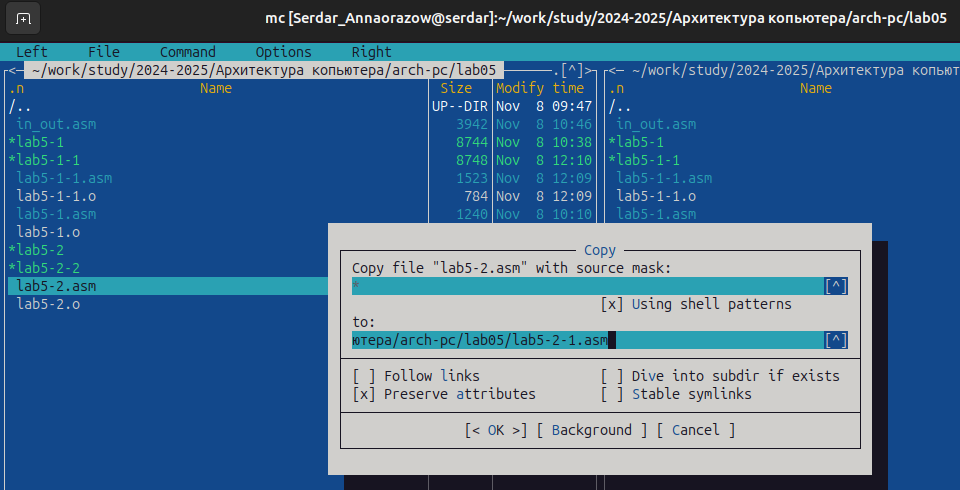 mc [Serdar_Annaorazow@serdar]:~/work/study/2024-2025/Архитектура копьютера/arch-pc/lab05
Left File Command Options Right
<— ~/work/study/2024-2025/Архитектура копьютера/arch-pc/lab05 —.[^]> <— ~/work/study/2024-2025/Архитектура копьют
.n Name Size Modify time .n Name
/.. UP--DIR Nov 8 09:47 /..
in_out.asm 3942 Nov 8 10:46 in_out.asm
*lab5-1 8744 Nov 8 10:38 *lab5-1
*lab5-1-1 8748 Nov 8 12:10 *lab5-1-1
lab5-1-1.asm 1523 Nov 8 12:09 lab5-1-1.asm
lab5-1-1.o 784 Nov 8 12:09 lab5-1-1.o
lab5-1.asm 1240 Nov 8 10:10 lab5-1.asm
lab5-1.o
*lab5-2
*lab5-2-2
lab5-2.asm
lab5-2.o
Copy
Copy file "lab5-2.asm" with source mask:
* [^]
[x] Using shell patterns
to:
ютера/arch-pc/lab05/lab5-2-1.asm [^]
[ ] Follow links [ ] Dive into subdir if exists
[x] Preserve attributes [ ] Stable symlinks
[< OK >] [ Background ] [ Cancel ]